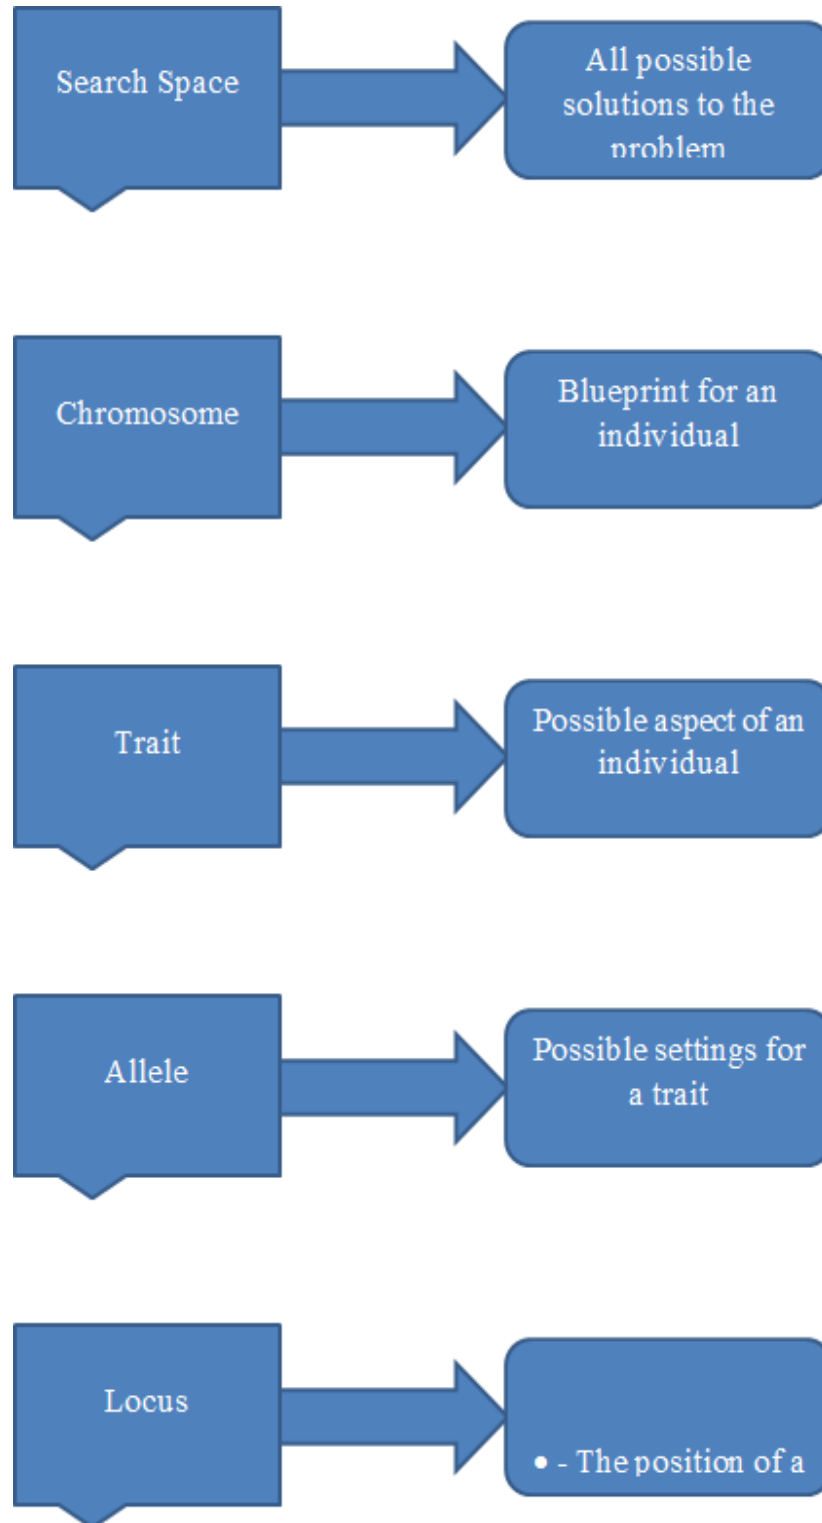 Search Space
All possible
solutions to the
problem
Chromosome
Blueprint for an
individual
Trait
Possible aspect of an
individual
Allele
Possible settings for
a trait
Locus
● - The position of a